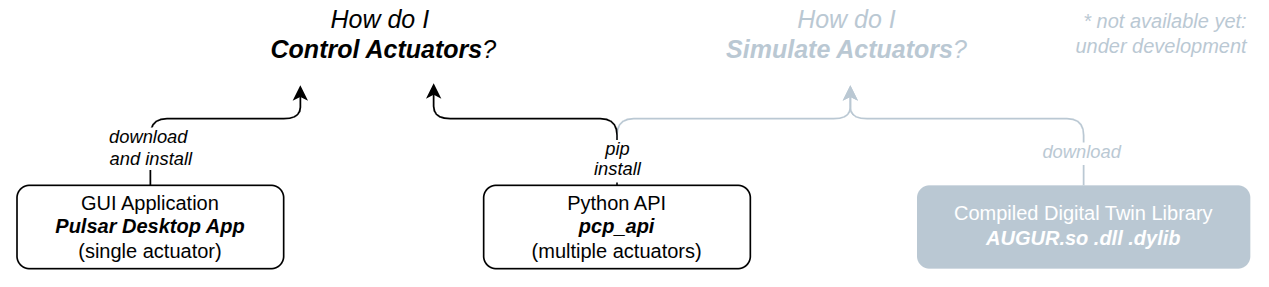 How do I
Control Actuators?
How do I
Simulate Actuators?
* not available yet:
under development
download
and install
pip
install
download
GUI Application
Pulsar Desktop App
(single actuator)
Python API
pcp_api
(multiple actuators)
Compiled Digital Twin Library
AUGUR.so .dll .dylib